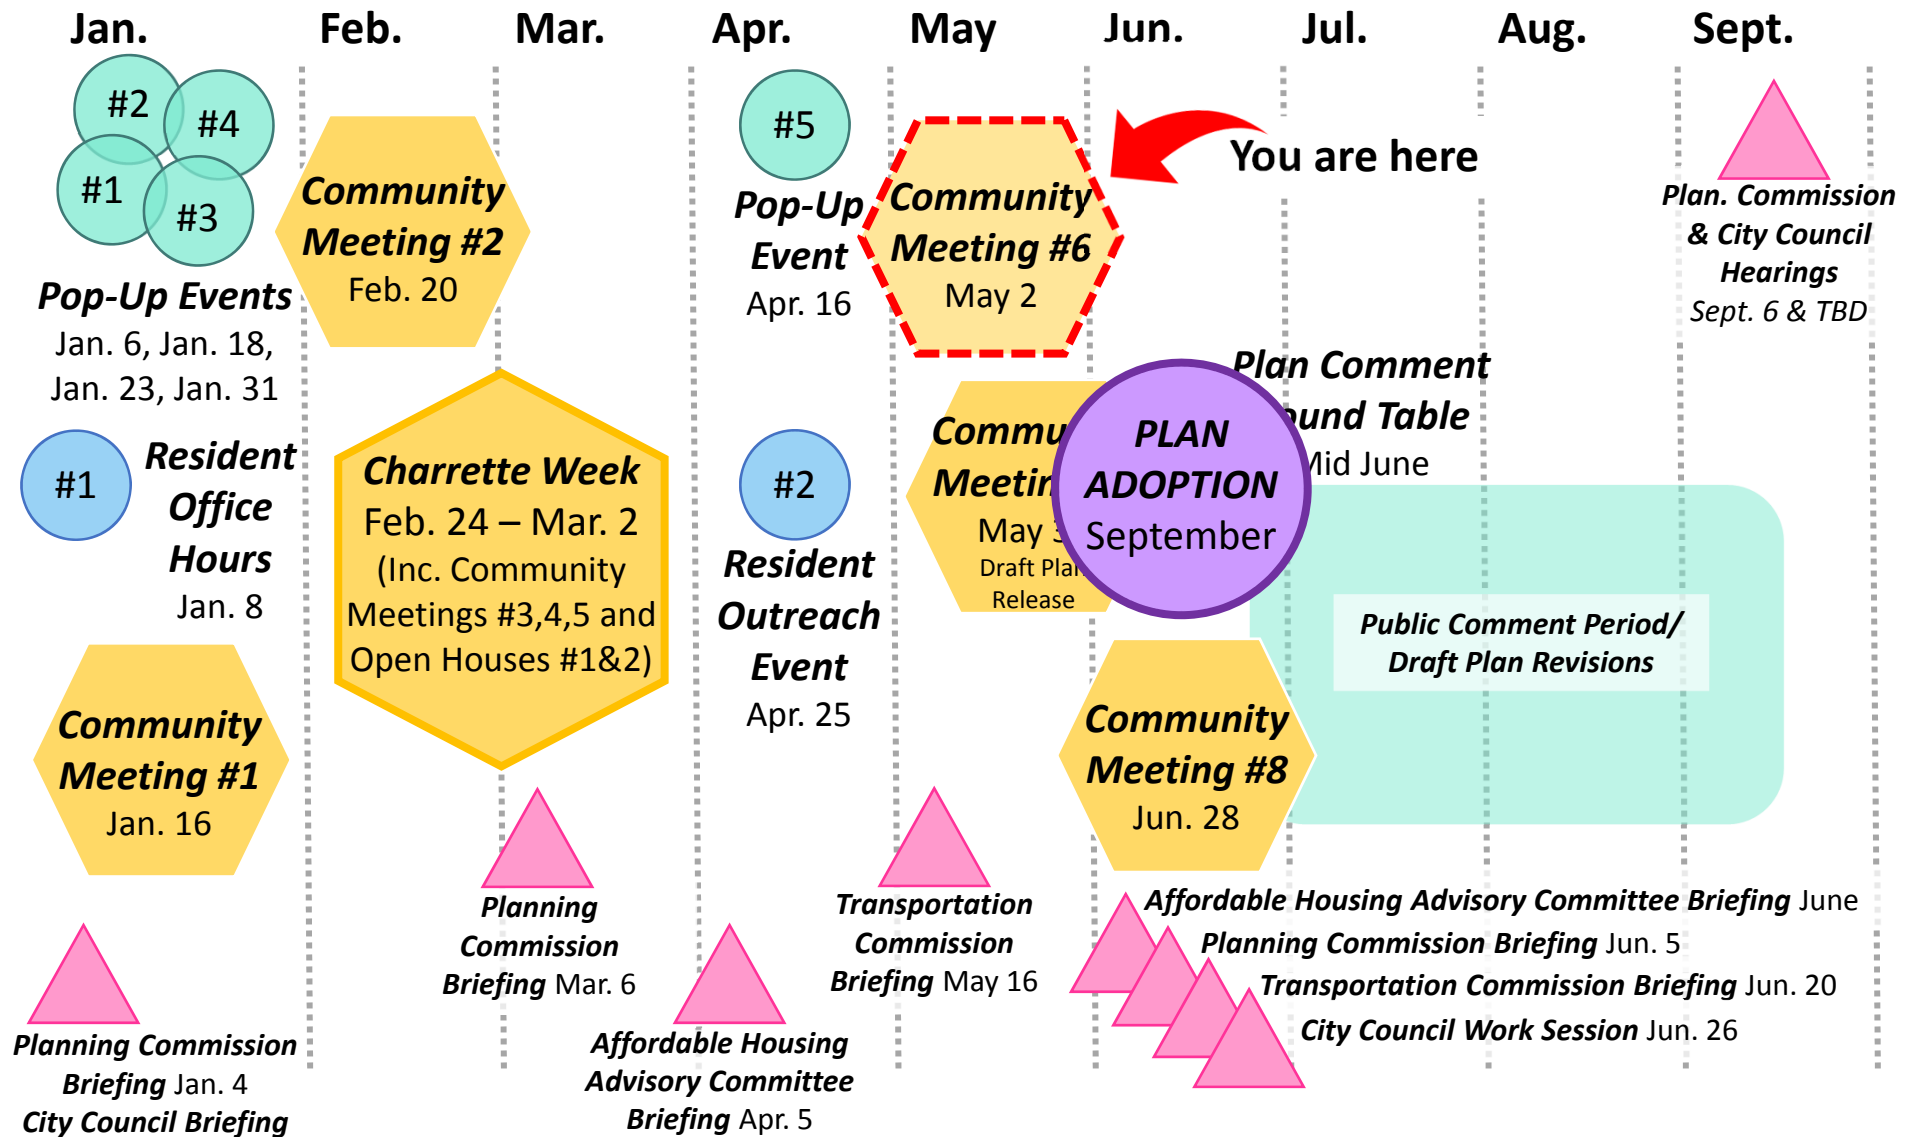 Jan.
Feb.
Mar.
Apr.
May
Jun.
Jul.
Aug.
Sept.
#2
#4
#1
#3
Pop-Up Events
Jan. 6, Jan. 18,
Jan. 23, Jan. 31
#1
Resident
Office
Hours
Jan. 8
Community
Meeting #1
Jan. 16
Planning Commission
Briefing Jan. 4
City Council Briefing
Community
Meeting #2
Feb. 20
Charrette Week
Feb. 24 – Mar. 2
(Inc. Community
Meetings #3,4,5 and
Open Houses #1&2)
Planning
Commission
Briefing Mar. 6
#5
Pop-Up
Event
Apr. 16
#2
Resident
Outreach
Event
Apr. 25
Affordable Housing
Advisory Committee
Briefing Apr. 5
Community
Meeting #6
May 2
You are here
May
Draft Plan
Release
PLAN
ADOPTION
September
Plan Comment
Table
Mid June
Transportation
Commission
Briefing May 16
Community
Meeting #8
Jun. 28
Public Comment Period/
Draft Plan Revisions
Affordable Housing Advisory Committee Briefing June
Planning Commission Briefing Jun. 5
Transportation Commission Briefing Jun. 20
City Council Work Session Jun. 26
Plan. Commission
& City Council
Hearings
Sept. 6 & TBD